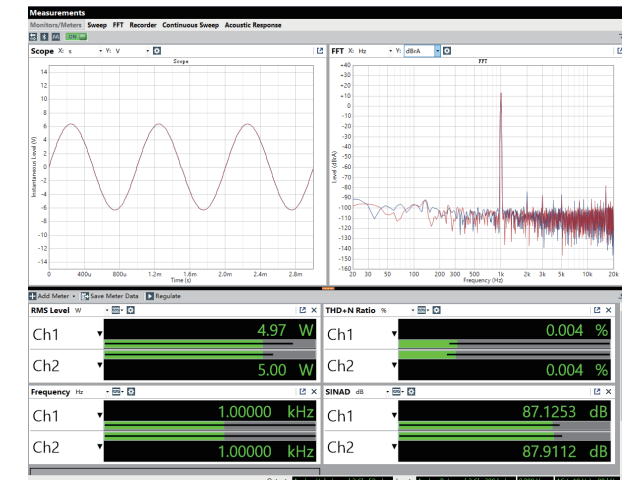 Measurements
Monitors/Meters Sweep FFT Recorder Continuous Sweep Acoustic Response
ON
Scope X: s Y: V
FFT X: Hz Y: dBrA
Scope
14
12
10
8
6
4
2
0
-2
-4
-6
-8
-10
-12
-14
Instantaneous Level (V)
0 400u 800u 1.2m 1.6m 2.0m 2.4m 2.8m
Time (s)
FFT
+40
+30
+20
+10
0
-10
-20
-30
-40
-50
-60
-70
-80
-90
-100
-110
-120
-130
-140
-150
-160
Level (dBrA)
20 30 50 100 200 300 500 1k 2k 3k 5k 10k 20k
Frequency (Hz)
Add Meter Save Meter Data Regulate
RMS Level W
Ch1 4.97 W
Ch2 5.00 W
THD+N Ratio %
Ch1 0.004 %
Ch2 0.004 %
Frequency Hz
Ch1 1.00000 kHz
Ch2 1.00000 kHz
SINAD dB
Ch1 87.1253 dB
Ch2 87.9112 dB